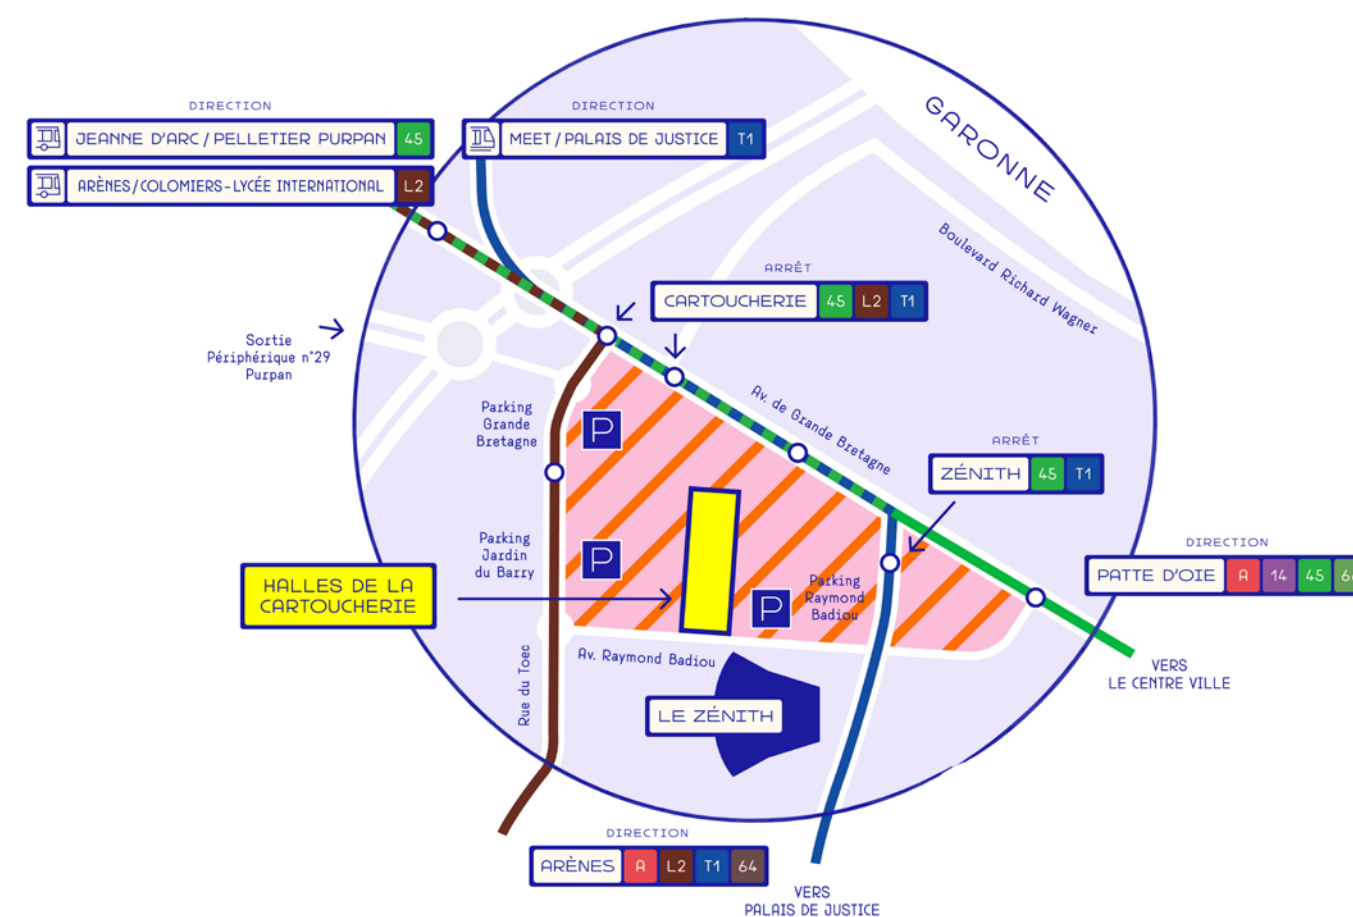 DIRECTION
JEANNE D'ARC / PELLETIER PURPAN 45
ARÈNES/COLOMIERS-LYCÉE INTERNATIONAL L2
DIRECTION
MEET / PALAIS DE JUSTICE T1
GARONNE
Boulevard Richard Wagner
ARRÊT
CARTOUCHERIE 45 L2 T1
Sortie
Périphérique n°29
Purpan
Av. de Grande Bretagne
Parking
Grande
Bretagne
P
ARRÊT
ZÉNITH 45 T1
Parking
Jardin
du Barry
P
DIRECTION
PATTE D'OIE A 14 45
HALLES DE LA
CARTOUCHERIE
P
Parking
Raymond
Badiou
Av. Raymond Badiou
Rue du Toec
VERS
LE CENTRE VILLE
LE ZÉNITH
DIRECTION
ARÈNES A L2 T1 64
VERS
PALAIS DE JUSTICE